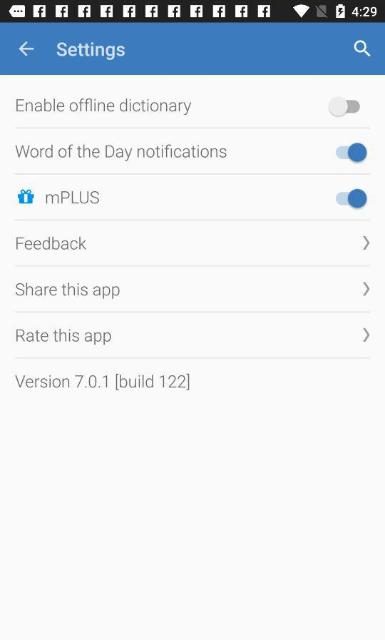 4:29
Settings
Enable offline dictionary
Word of the Day notifications
mPLUS
Feedback
Share this app
Rate this app
Version 7.0.1 [build 122]